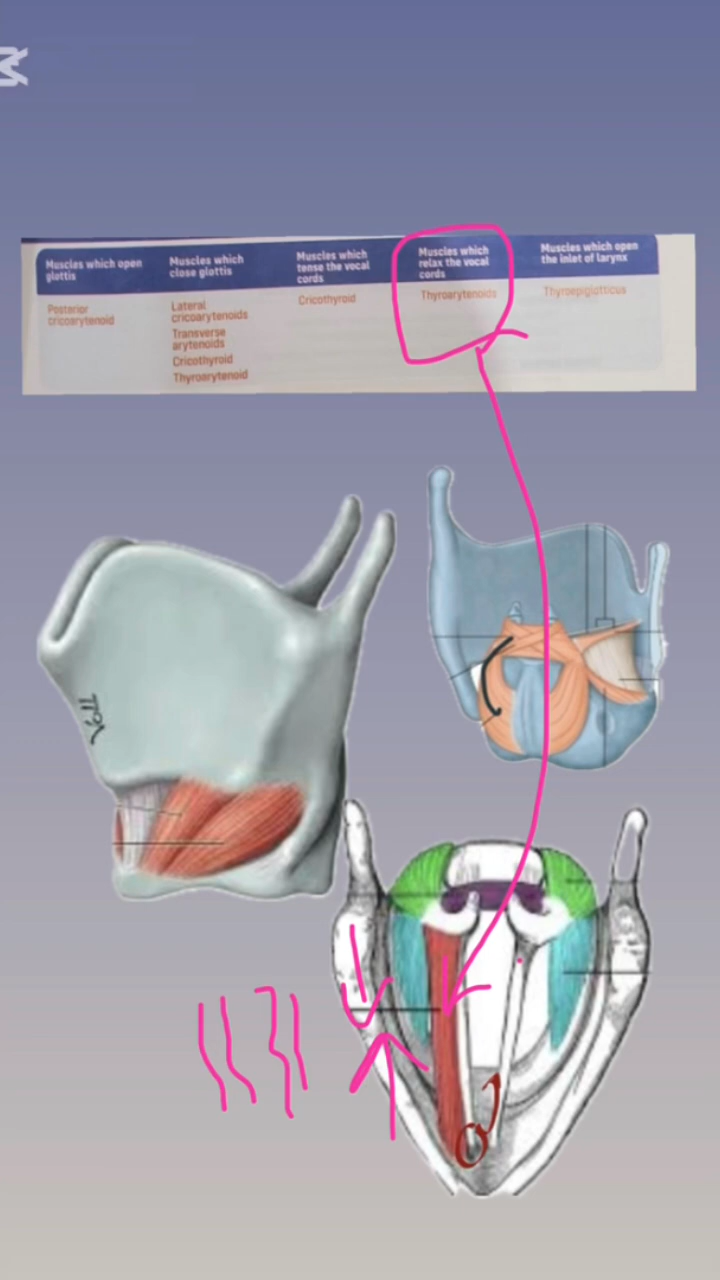 Muscles which open
glottis
Muscles which
close glottis
Muscles which
tense the vocal
cords
Muscles which
relax the vocal
cords
Muscles which open
the inlet of larynx
Posterior
cricoarytenoid
Lateral
cricoarytenoids
Transverse
arytenoids
Cricothyroid
Thyroarytenoid
Cricothyroid
Thyroarytenoids
Thyroepiglotticus